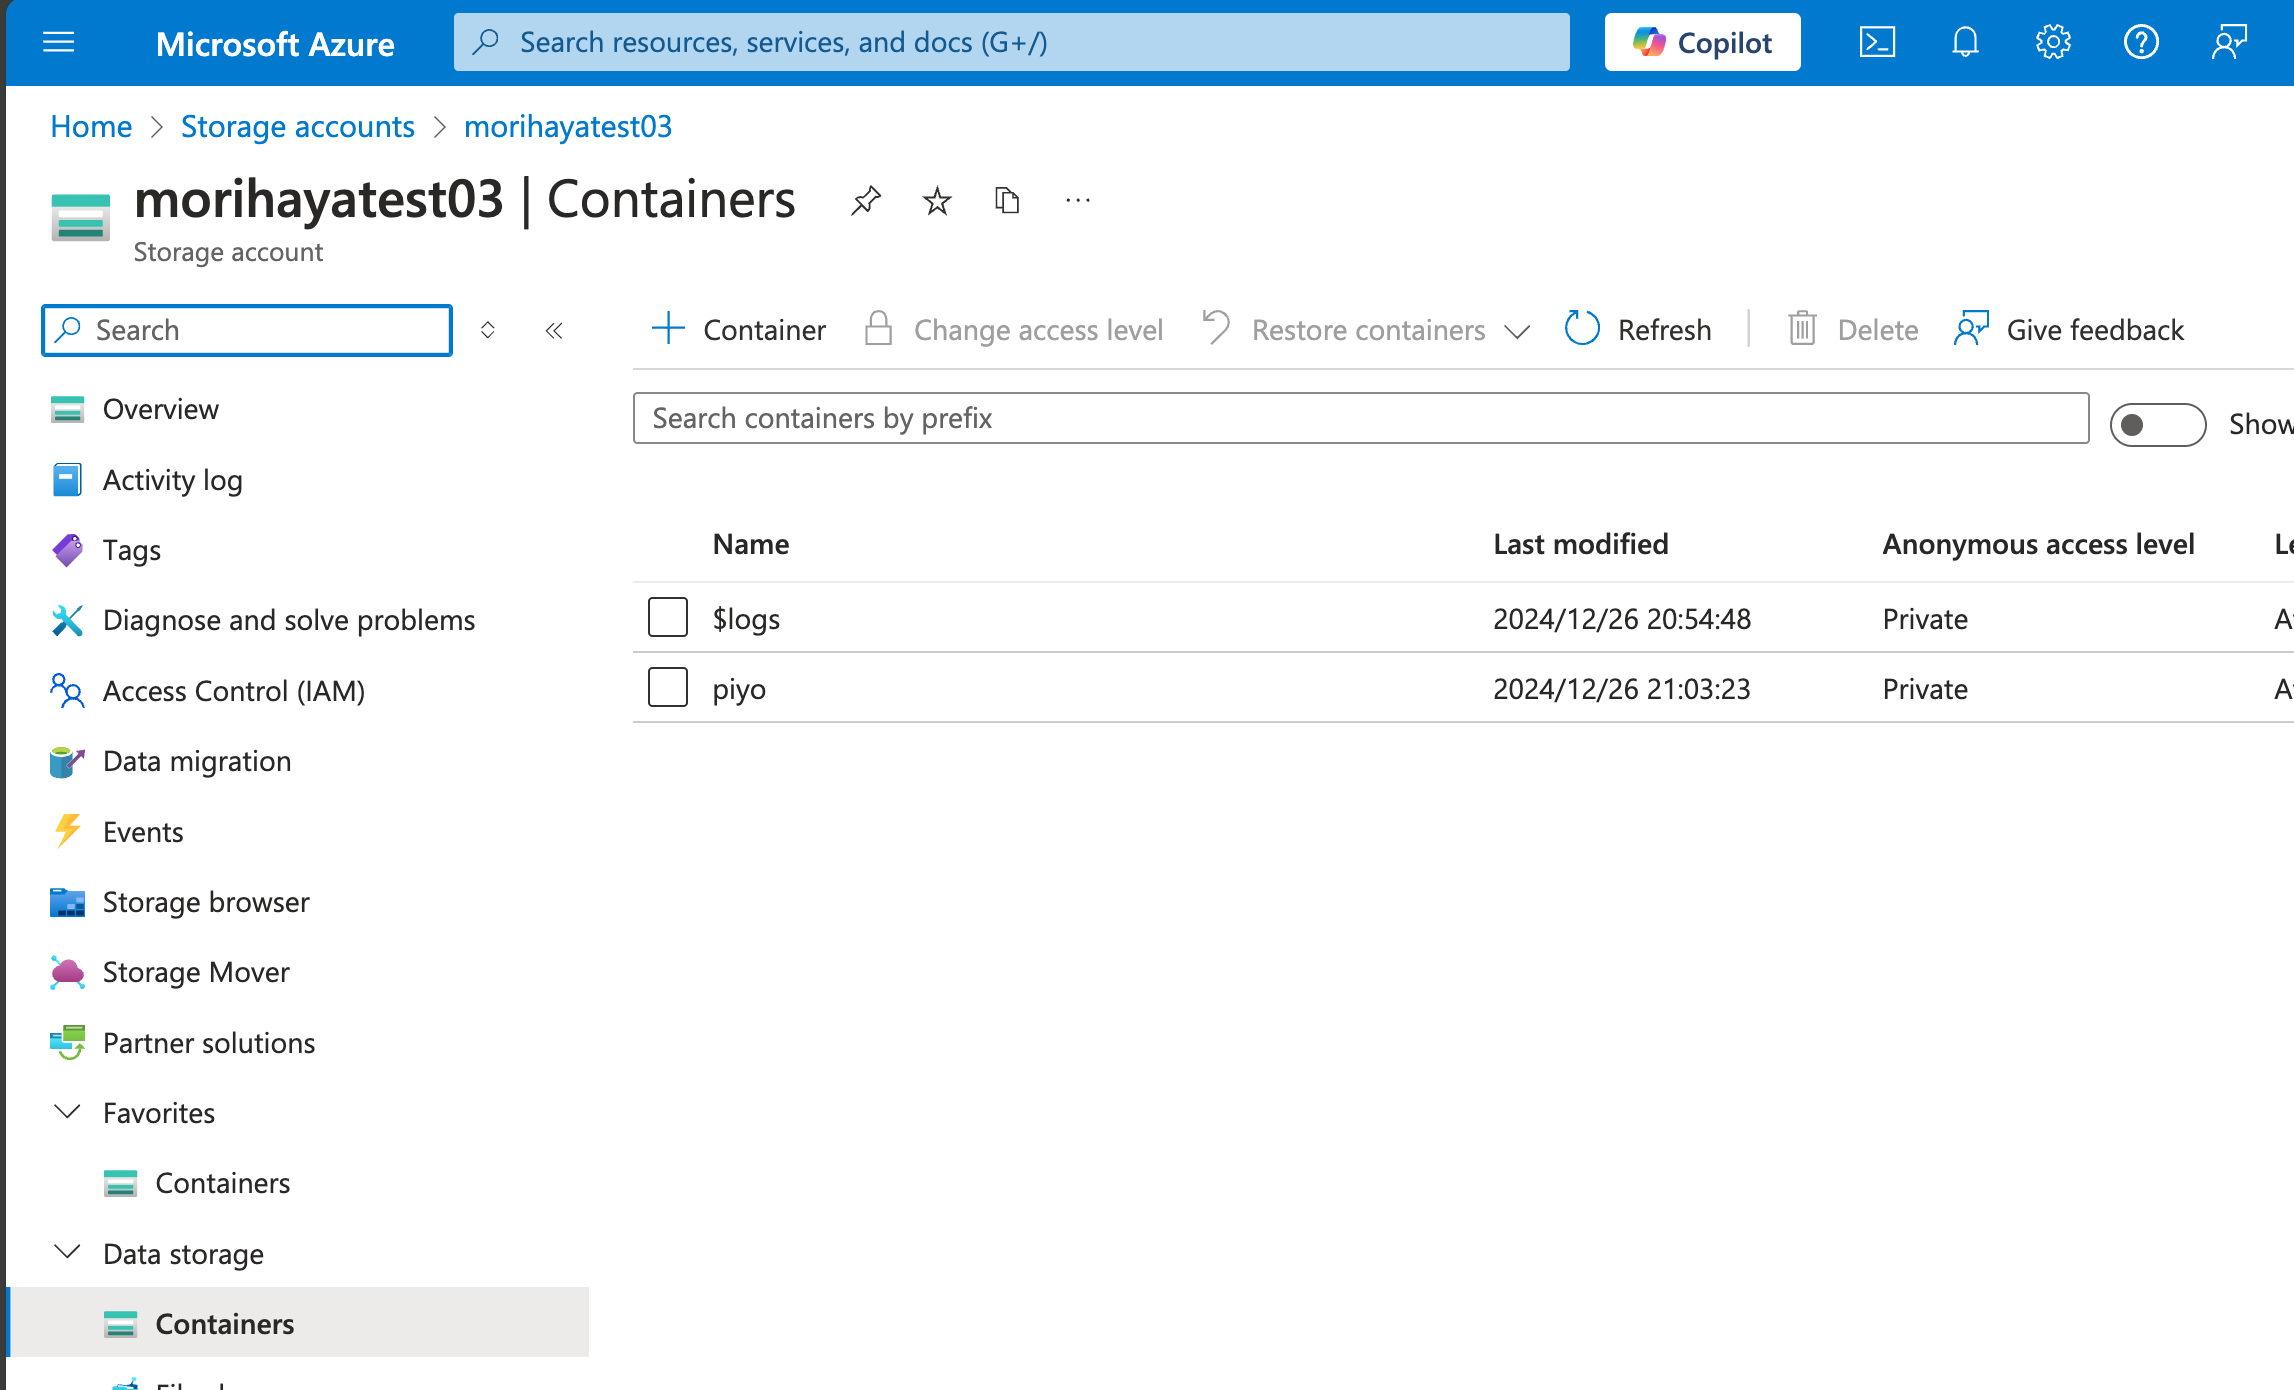 Microsoft Azure
Search resources, services, and docs (G+/)
Copilot
Home > Storage accounts > morihayatest03
morihayatest03 | Containers
Storage account
Search
Container
Change access level
Restore containers
Refresh
Delete
Give feedback
Search containers by prefix
Show
Overview
Activity log
Tags
Diagnose and solve problems
Access Control (IAM)
Data migration
Events
Storage browser
Storage Mover
Partner solutions
Favorites
Containers
Data storage
Containers
Name Last modified Anonymous access level
$logs 2024/12/26 20:54:48 Private
piyo 2024/12/26 21:03:23 Private